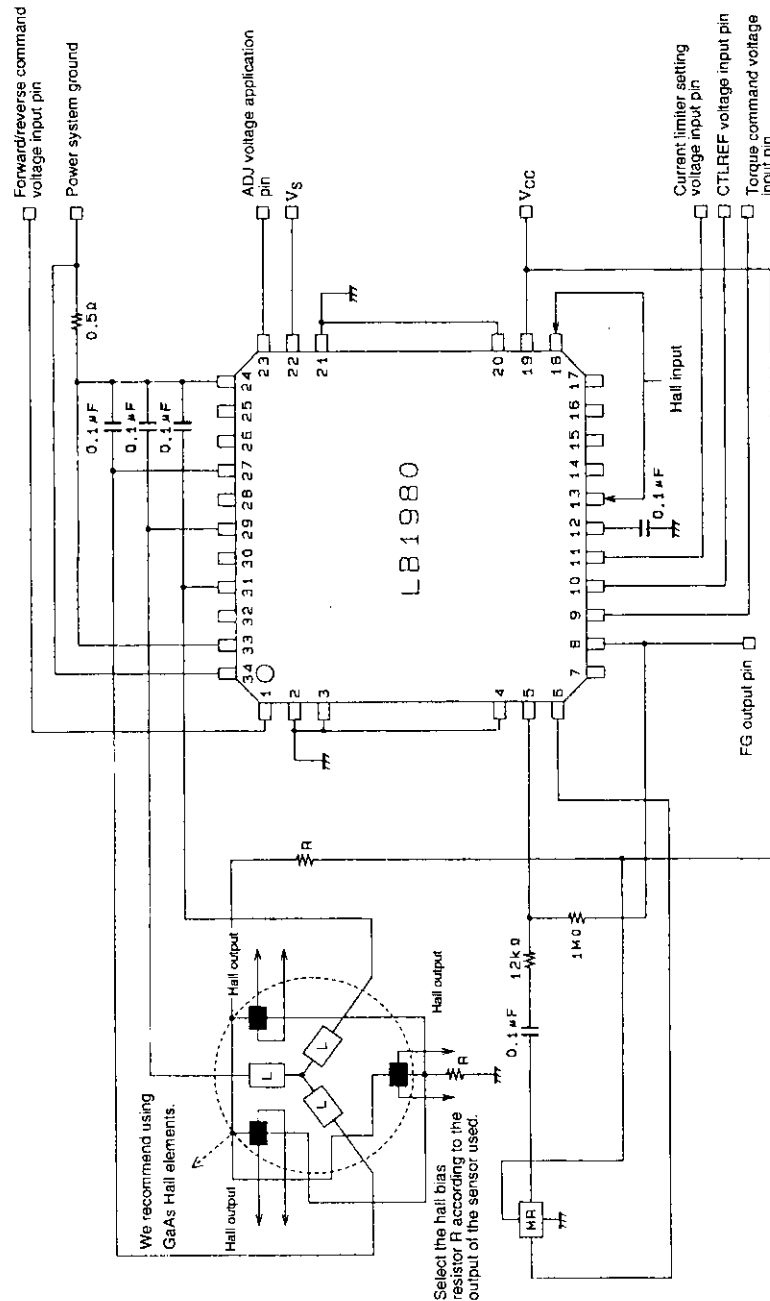 Forward/reverse command
voltage input pin
Power system ground
ADJ voltage application
pin
VS
VCC
Current limiter setting
voltage input pin
CTLREF voltage input pin
Torque command voltage
input pin
0.5Ω
0.1µF
0.1µF
0.1µF
34 33 32 31 30 29 28 27 26 25 24
23
22
21
20
19
18
1
2
3
4
5
6
7 8 9 10 11 12 13 14 15 16 17
LB1980
Hall input
0.1µF
FG output pin
We recommend using
GaAs Hall elements.
Hall output
Hall output
Hall output
L
L
L
R
R
Select the hall bias
resistor R according to the
output of the sensor used.
MR
0.1µF
12kΩ
1MΩ